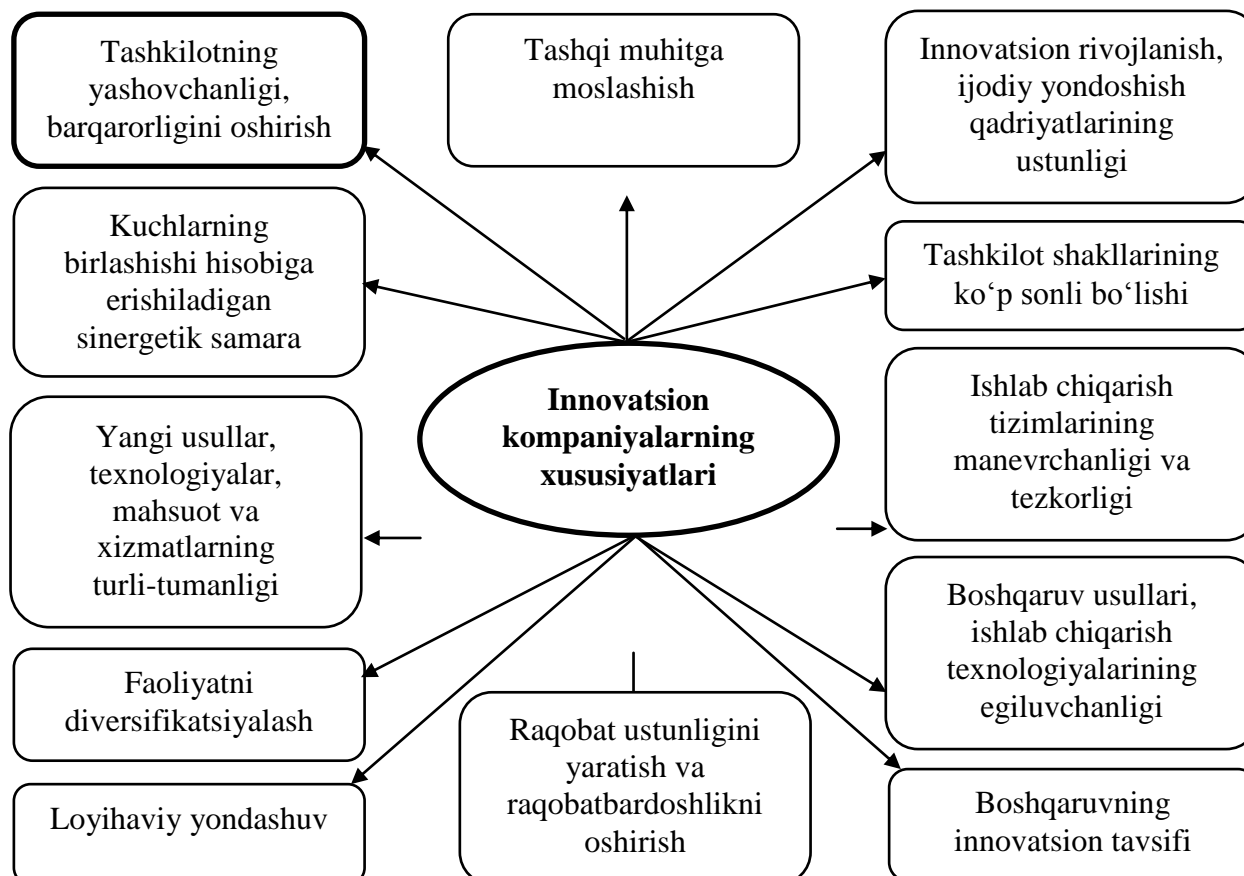 Tashkilotning
yashovchanligi,
barqarorligini oshirish
Tashqi muhitga
moslashish
Innovatsion rivojlanish,
ijodiy yondoshish
qadriyatlarining
ustunligi
Kuchlarning
birlashishi hisobiga
erishiladigan
sinergetik samara
Tashkilot shakllarining
ko‘p sonli bo‘lishi
Innovatsion
kompaniyalarning
xususiyatlari
Yangi usullar,
texnologiyalar,
mahsuot va
xizmatlarning
turli-tumanligi
Ishlab chiqarish
tizimlarining
manevrchanligi va
tezkorligi
Faoliyatni
diversifikatsiyalash
Boshqaruv usullari,
ishlab chiqarish
texnologiyalarining
egiluvchanligi
Loyihaviy yondashuv
Raqobat ustunligini
yaratish va
raqobatbardoshlikni
oshirish
Boshqaruvning
innovatsion tavsifi